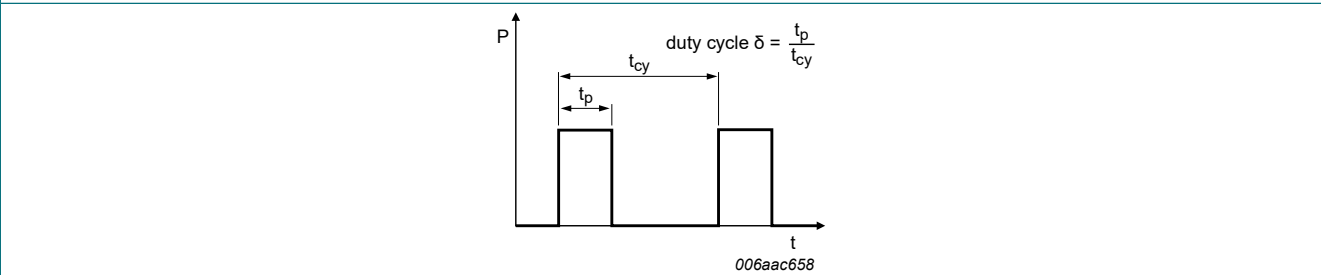 P
duty cycle δ = tp
tcy
tcy
tp
t
006aac658